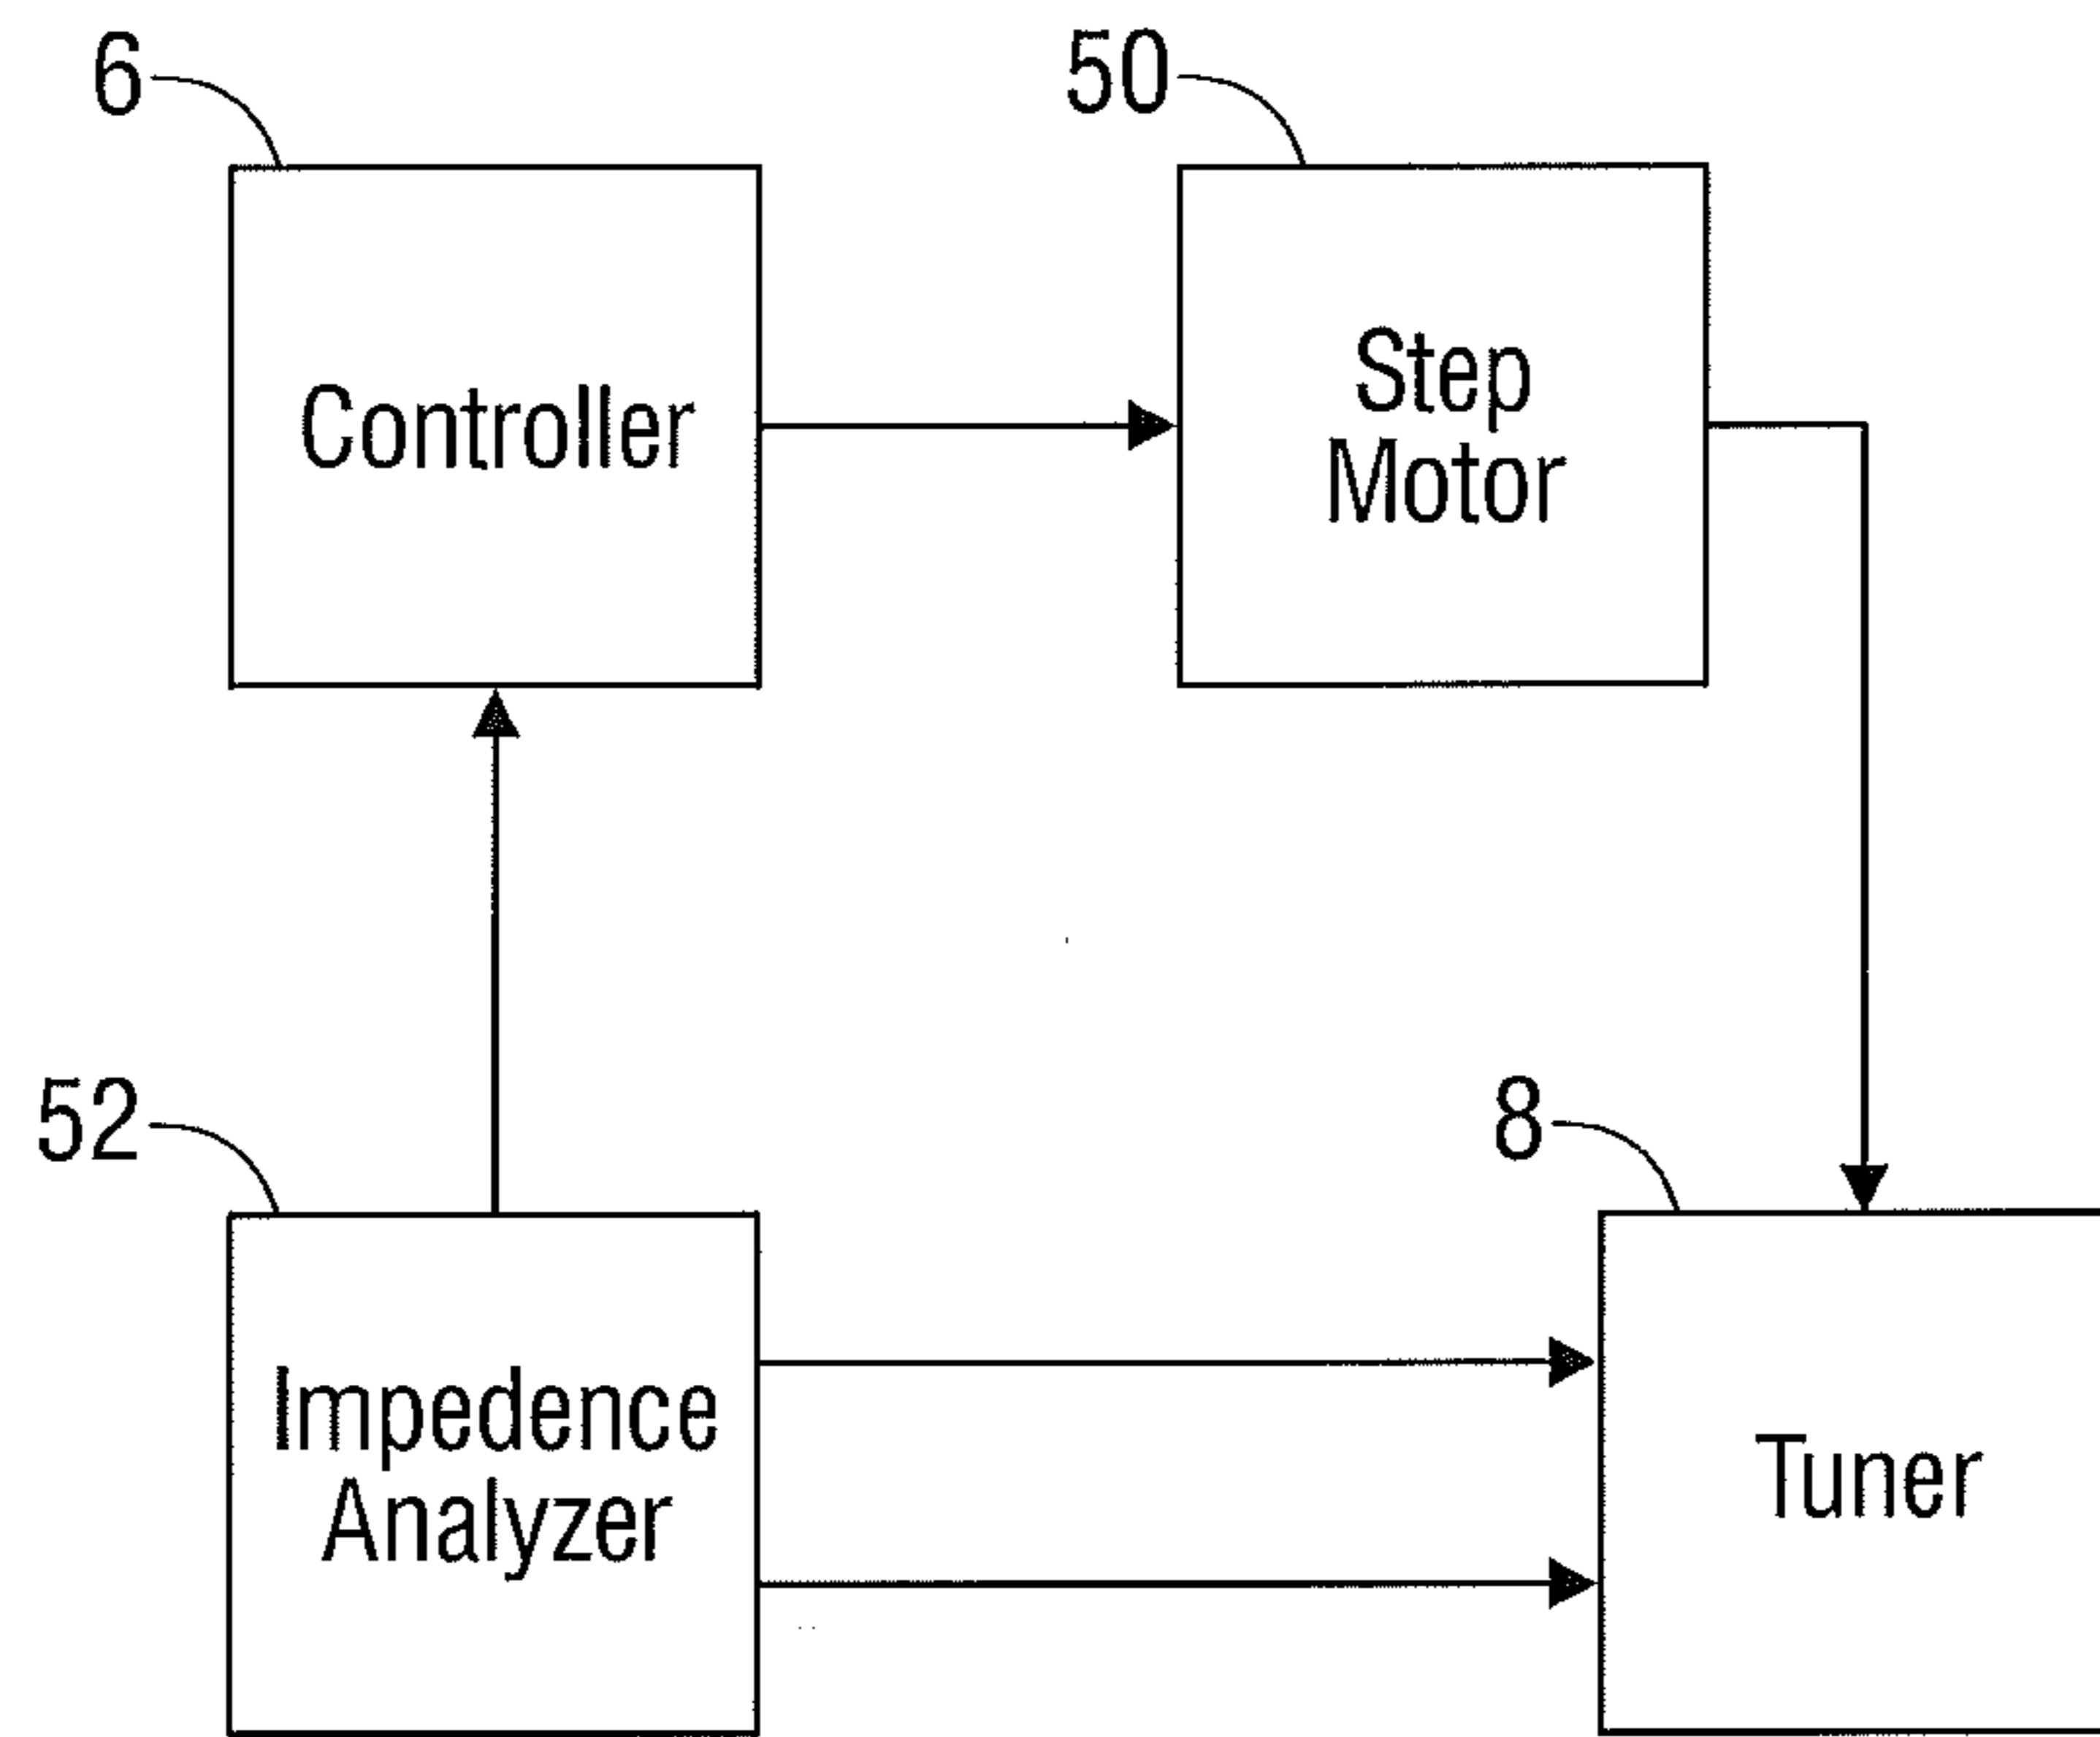 6
50
Controller
Step
Motor
52
8
Impedence
Analyzer
Tuner